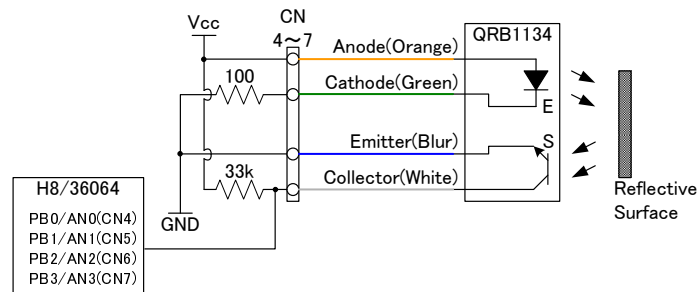 Vcc
CN
4～7
QRB1134
Anode(Orange)
100
Cathode(Green)
E
Emitter(Blur)
S
33k
Collector(White)
Reflective
Surface
GND
H8/36064
PB0/AN0(CN4)
PB1/AN1(CN5)
PB2/AN2(CN6)
PB3/AN3(CN7)